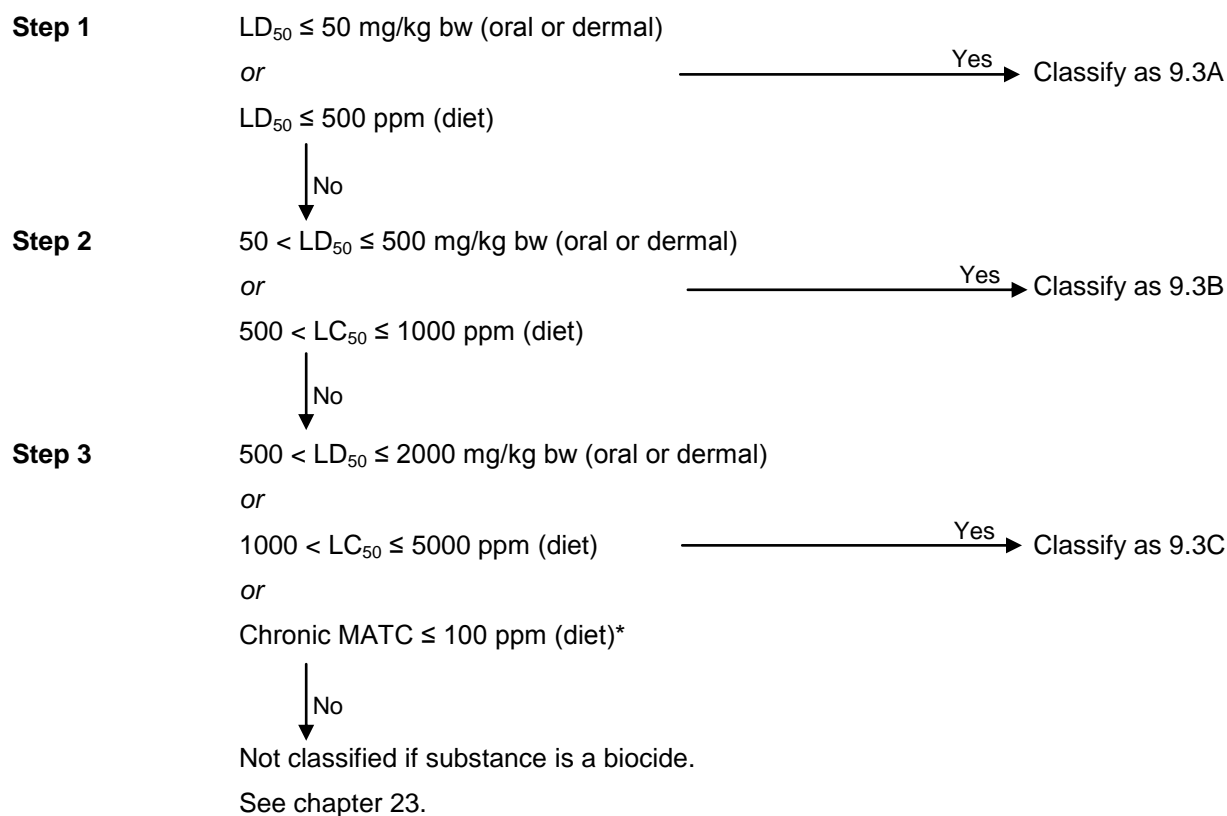 Step 1 LD₅₀ ≤ 50 mg/kg bw (oral or dermal)
or Yes Classify as 9.3A
LD₅₀ ≤ 500 ppm (diet)
No
Step 2 50 < LD₅₀ ≤ 500 mg/kg bw (oral or dermal)
or Yes Classify as 9.3B
500 < LC₅₀ ≤ 1000 ppm (diet)
No
Step 3 500 < LD₅₀ ≤ 2000 mg/kg bw (oral or dermal)
or
1000 < LC₅₀ ≤ 5000 ppm (diet) Yes Classify as 9.3C
or
Chronic MATC ≤ 100 ppm (diet)*
No
Not classified if substance is a biocide.
See chapter 23.